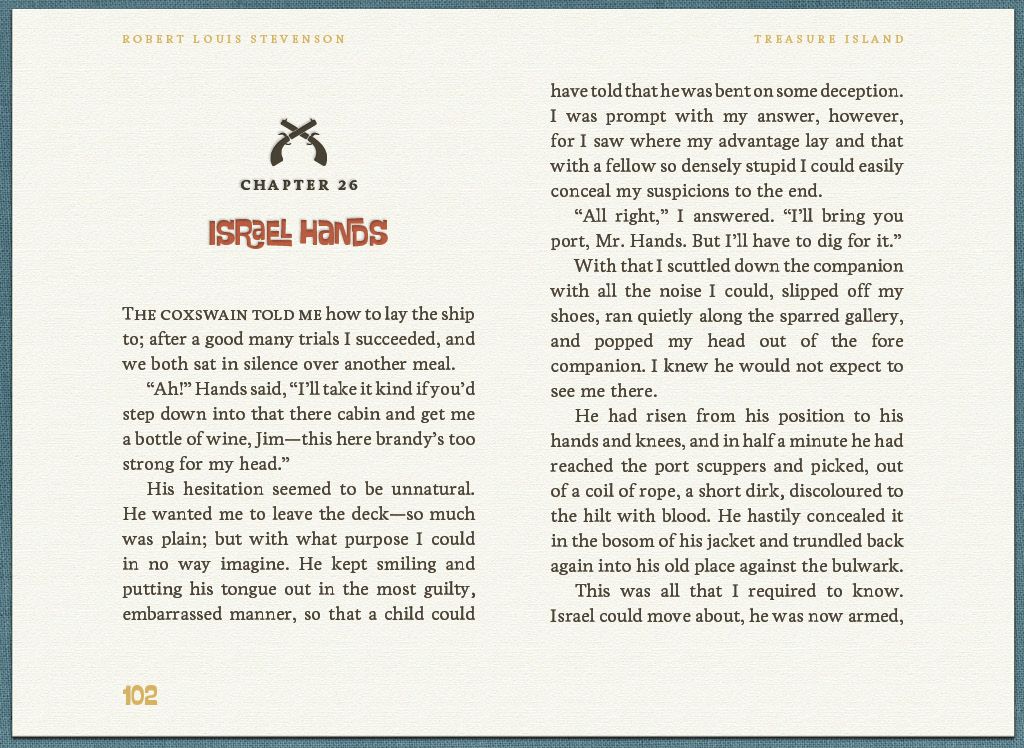 ROBERT LOUIS STEVENSON
TREASURE ISLAND
CHAPTER 26
ISRaEL HaNDS
THE COXSWAIN TOLD ME how to lay the ship
to; after a good many trials I succeeded, and
we both sat in silence over another meal.
“Ah!” Hands said, “I’ll take it kind if you’d
step down into that there cabin and get me
a bottle of wine, Jim—this here brandy’s too
strong for my head.”
His hesitation seemed to be unnatural.
He wanted me to leave the deck—so much
was plain; but with what purpose I could
in no way imagine. He kept smiling and
putting his tongue out in the most guilty,
embarrassed manner, so that a child could
have told that he was bent on some deception.
I was prompt with my answer, however,
for I saw where my advantage lay and that
with a fellow so densely stupid I could easily
conceal my suspicions to the end.
“All right,” I answered. “I’ll bring you
port, Mr. Hands. But I’ll have to dig for it.”
With that I scuttled down the companion
with all the noise I could, slipped off my
shoes, ran quietly along the sparred gallery,
and popped my head out of the fore
companion. I knew he would not expect to
see me there.
He had risen from his position to his
hands and knees, and in half a minute he had
reached the port scuppers and picked, out
of a coil of rope, a short dirk, discoloured to
the hilt with blood. He hastily concealed it
in the bosom of his jacket and trundled back
again into his old place against the bulwark.
This was all that I required to know.
Israel could move about, he was now armed,
102